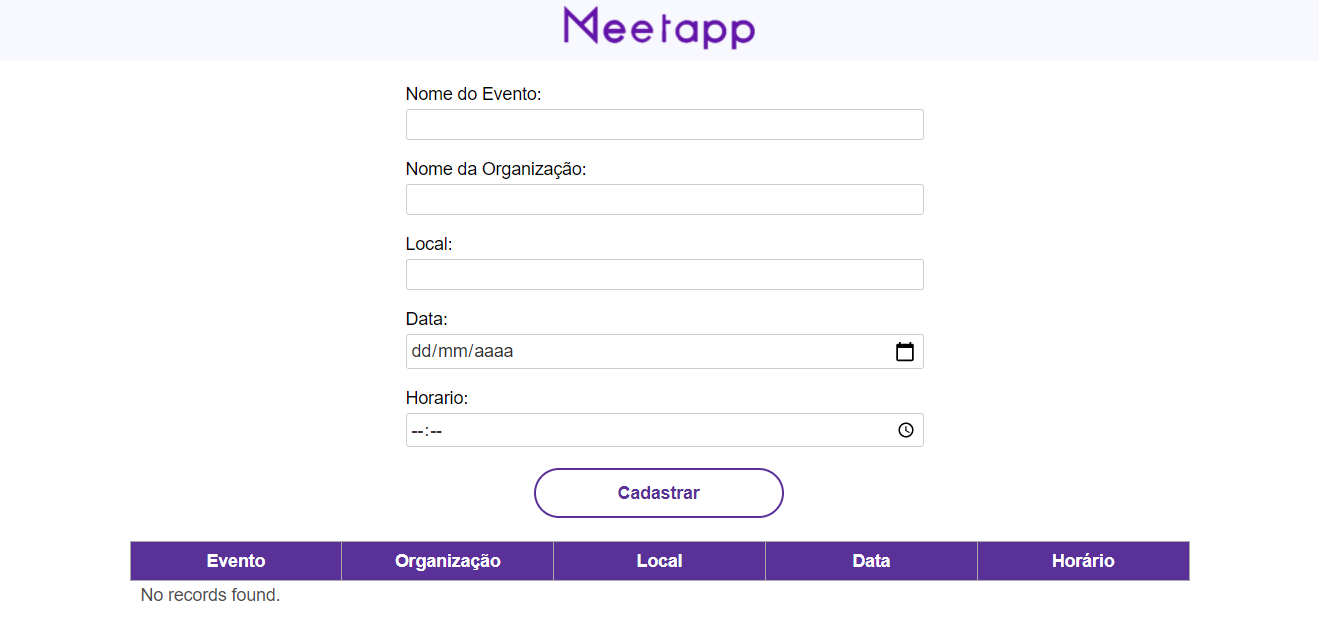 Meetapp
Nome do Evento:
Nome da Organização:
Local:
Data:
dd/mm/aaaa
Horario:
--:--
Cadastrar
Evento Organização Local Data Horário
No records found.